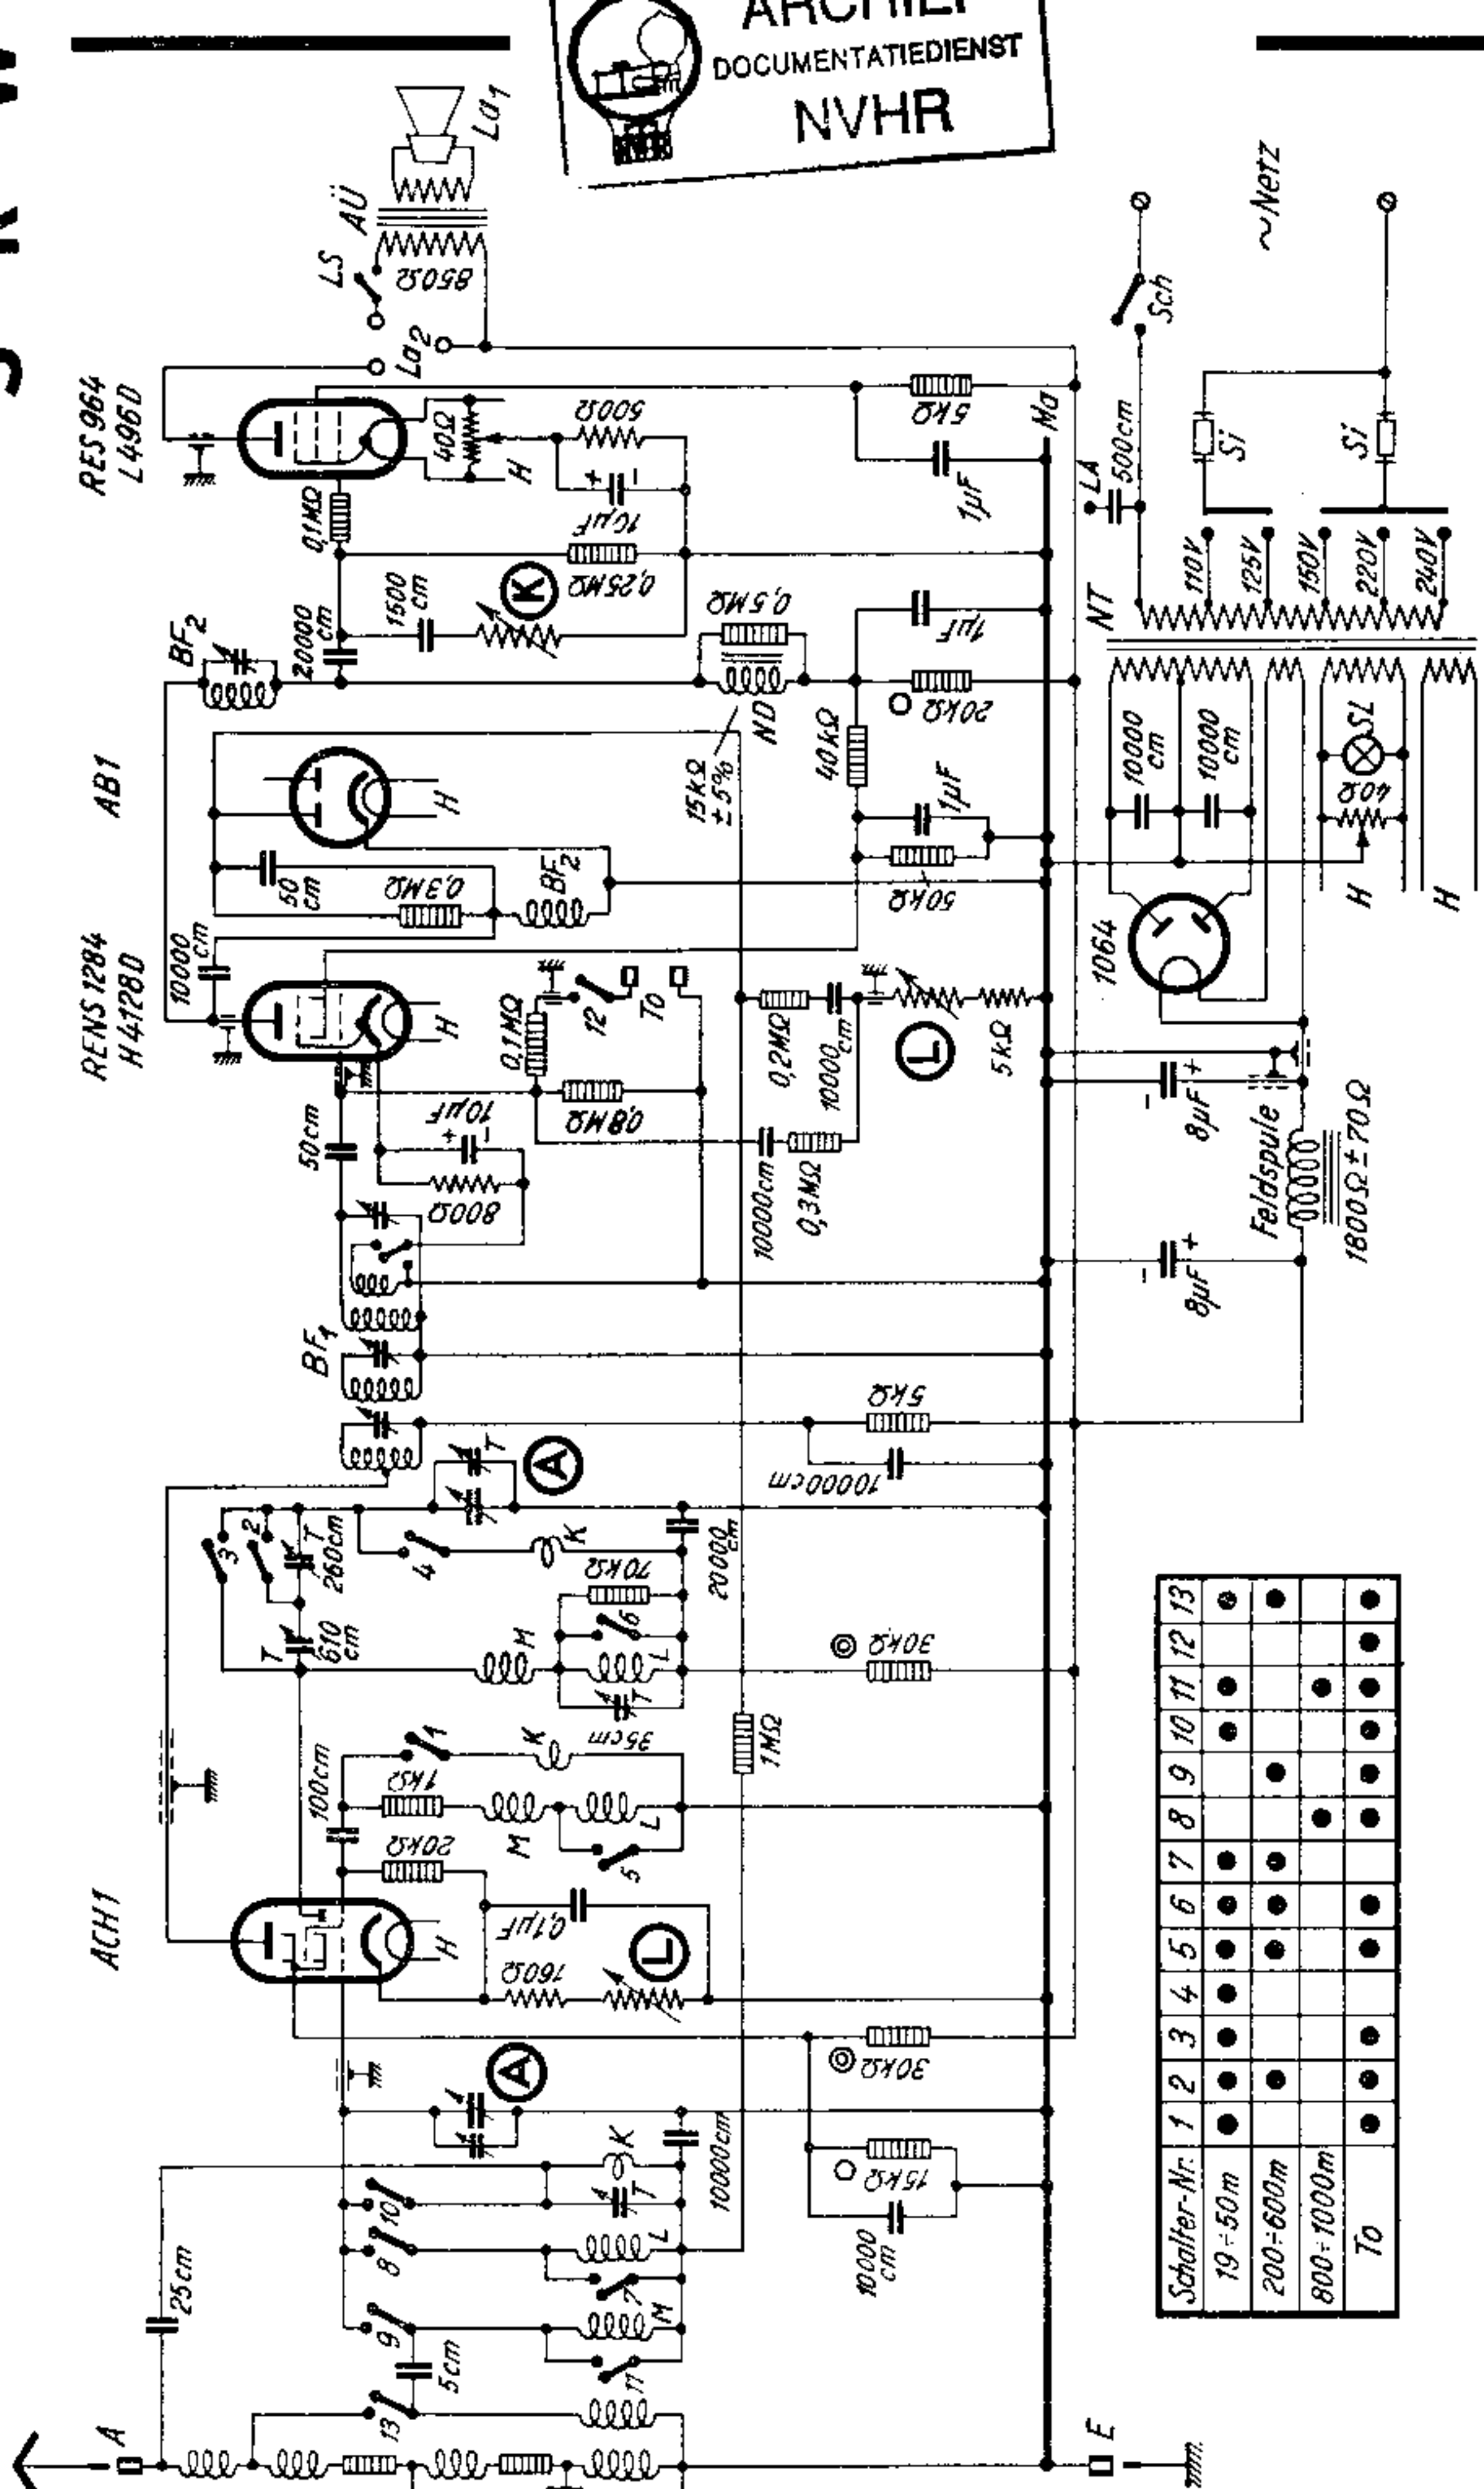 ARCHIEF
DOCUMENTATIEDIENST
NVHR
RES 964
L496D
LS
AÜ
La1
850Ω
La2
0,1MΩ
40Ω
H
500Ω
+
−
10µF
0,25MΩ
K
1500
cm
20000
cm
BF2
5kΩ
1µF
Ma
LA
500cm
Sch
~Netz
Si
Si
110V
125V
150V
220V
240V
NT
AB1
H
50
cm
0,3MΩ
BF2
15kΩ
±5%
ND
0,5MΩ
40kΩ
20kΩ
1µF
1µF
50kΩ
10000
cm
10000
cm
SL
40Ω
H
H
1064
RENS 1284
H4128D
10000
cm
H
0,1MΩ
12
To
50cm
10µF
+
−
800Ω
0,8MΩ
0,2MΩ
10000
cm
L
5kΩ
10000cm
0,3MΩ
8µF
−
+
Feldspule
1800Ω±70Ω
8µF
−
+
BF1
5kΩ
10000cm
A
T
3
2
T
260cm
T
610
cm
4
K
70kΩ
20000
cm
M
6
L
T
35cm
30kΩ
1MΩ
ACH1
100cm
1kΩ
1
K
M
L
5
20kΩ
H
0,1µF
160Ω
L
30kΩ
A
10000cm
15kΩ
10000
cm
25cm
10
8
9
13
5cm
K
T
L
7
M
11
A
E
Schalter-Nr. 1 2 3 4 5 6 7 8 9 10 11 12 13
19÷50m
200÷600m
800÷1000m
To